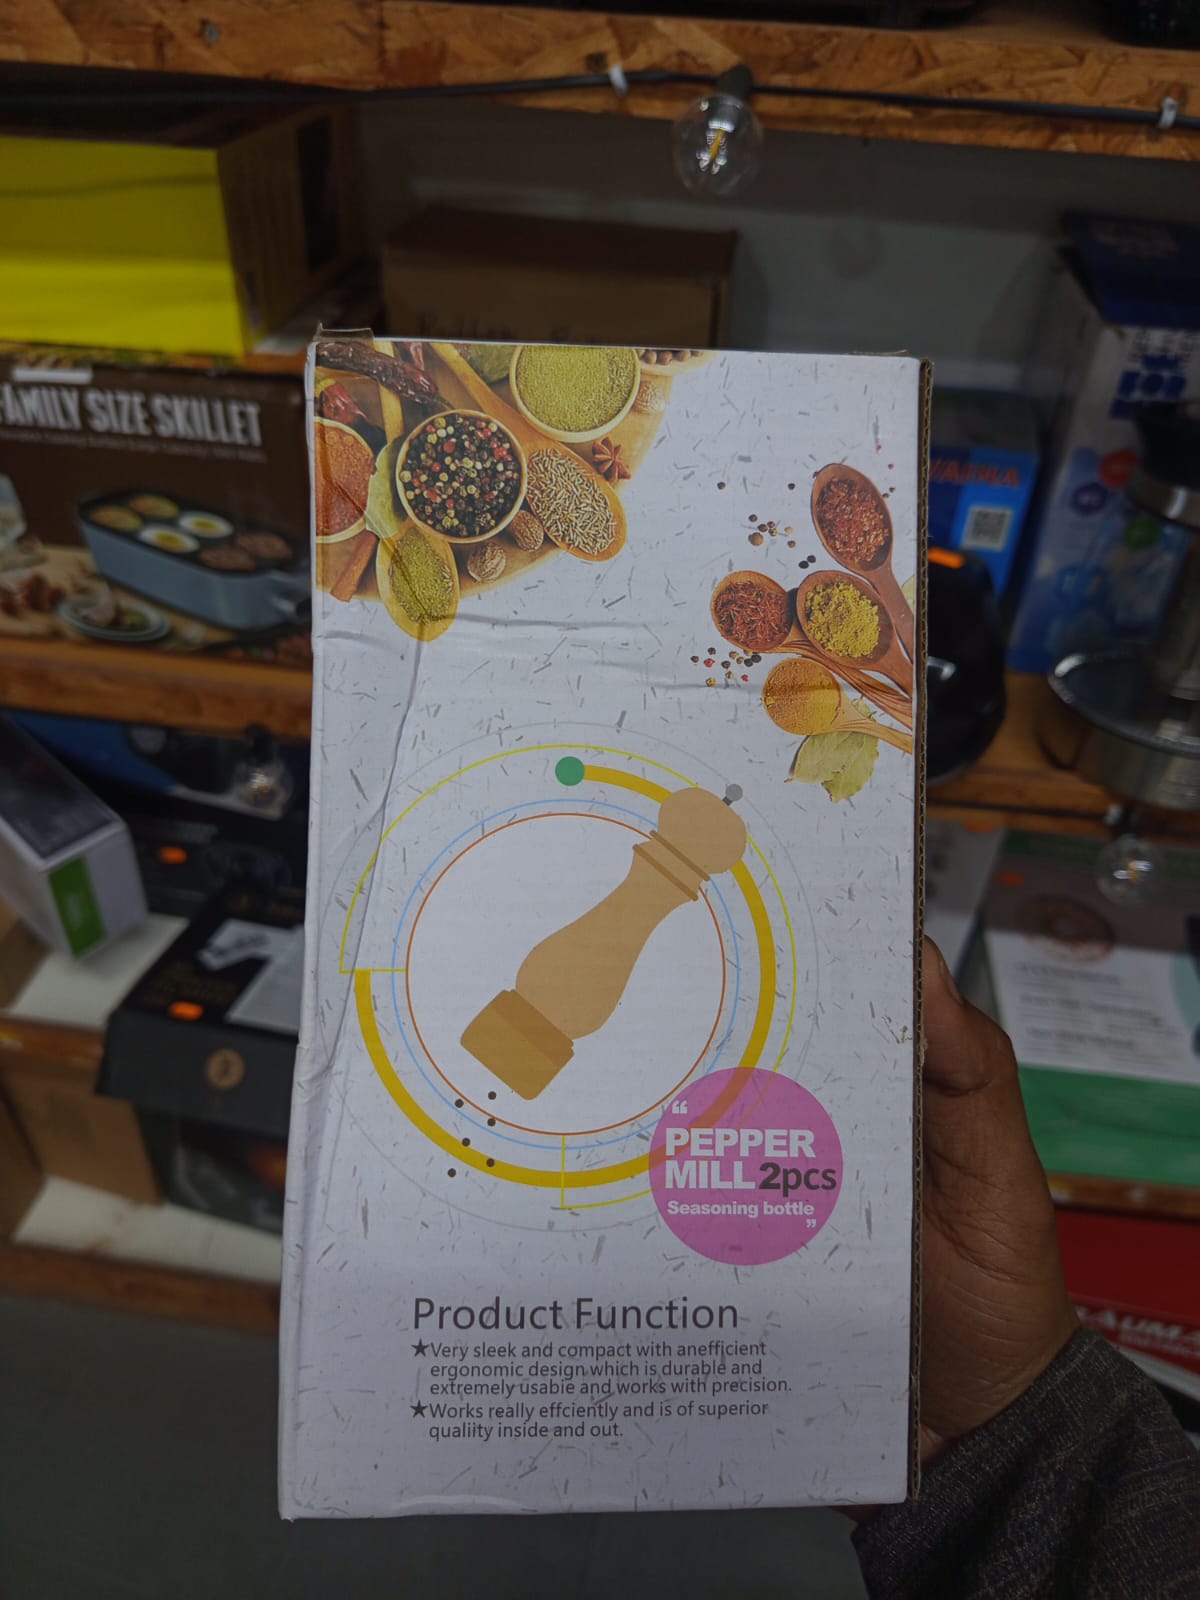 FAMILY SIZE SKILLET
“
PEPPER
MILL 2pcs
Seasoning bottle
”
Product Function
★Very sleek and compact with anefficient
ergonomic design which is durable and
extremely usabie and works with precision.
★Works really effciently and is of superior
qualiity inside and out.